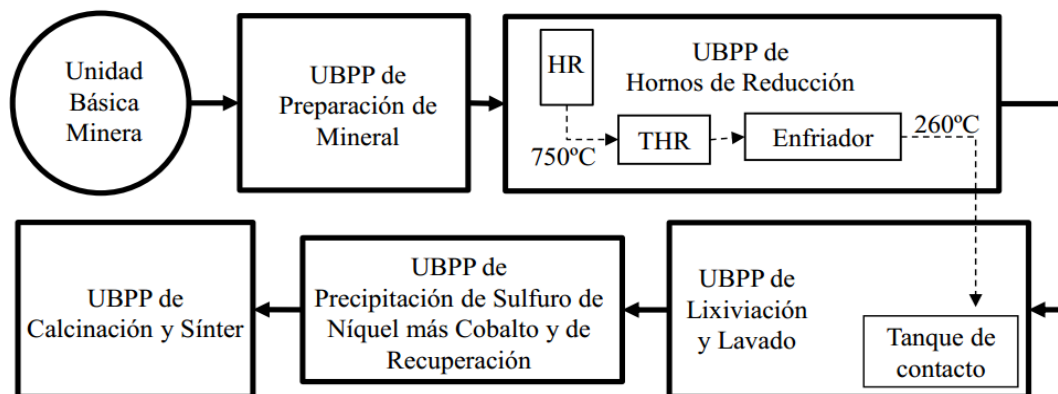 Unidad
Básica
Minera
UBPP de
Preparación de
Mineral
UBPP de
Hornos de Reducción
HR
750ºC
THR
Enfriador
260ºC
UBPP de
Calcinación y Sínter
UBPP de
Precipitación de Sulfuro de
Níquel más Cobalto y de
Recuperación
UBPP de
Lixiviación
y Lavado
Tanque de
contacto